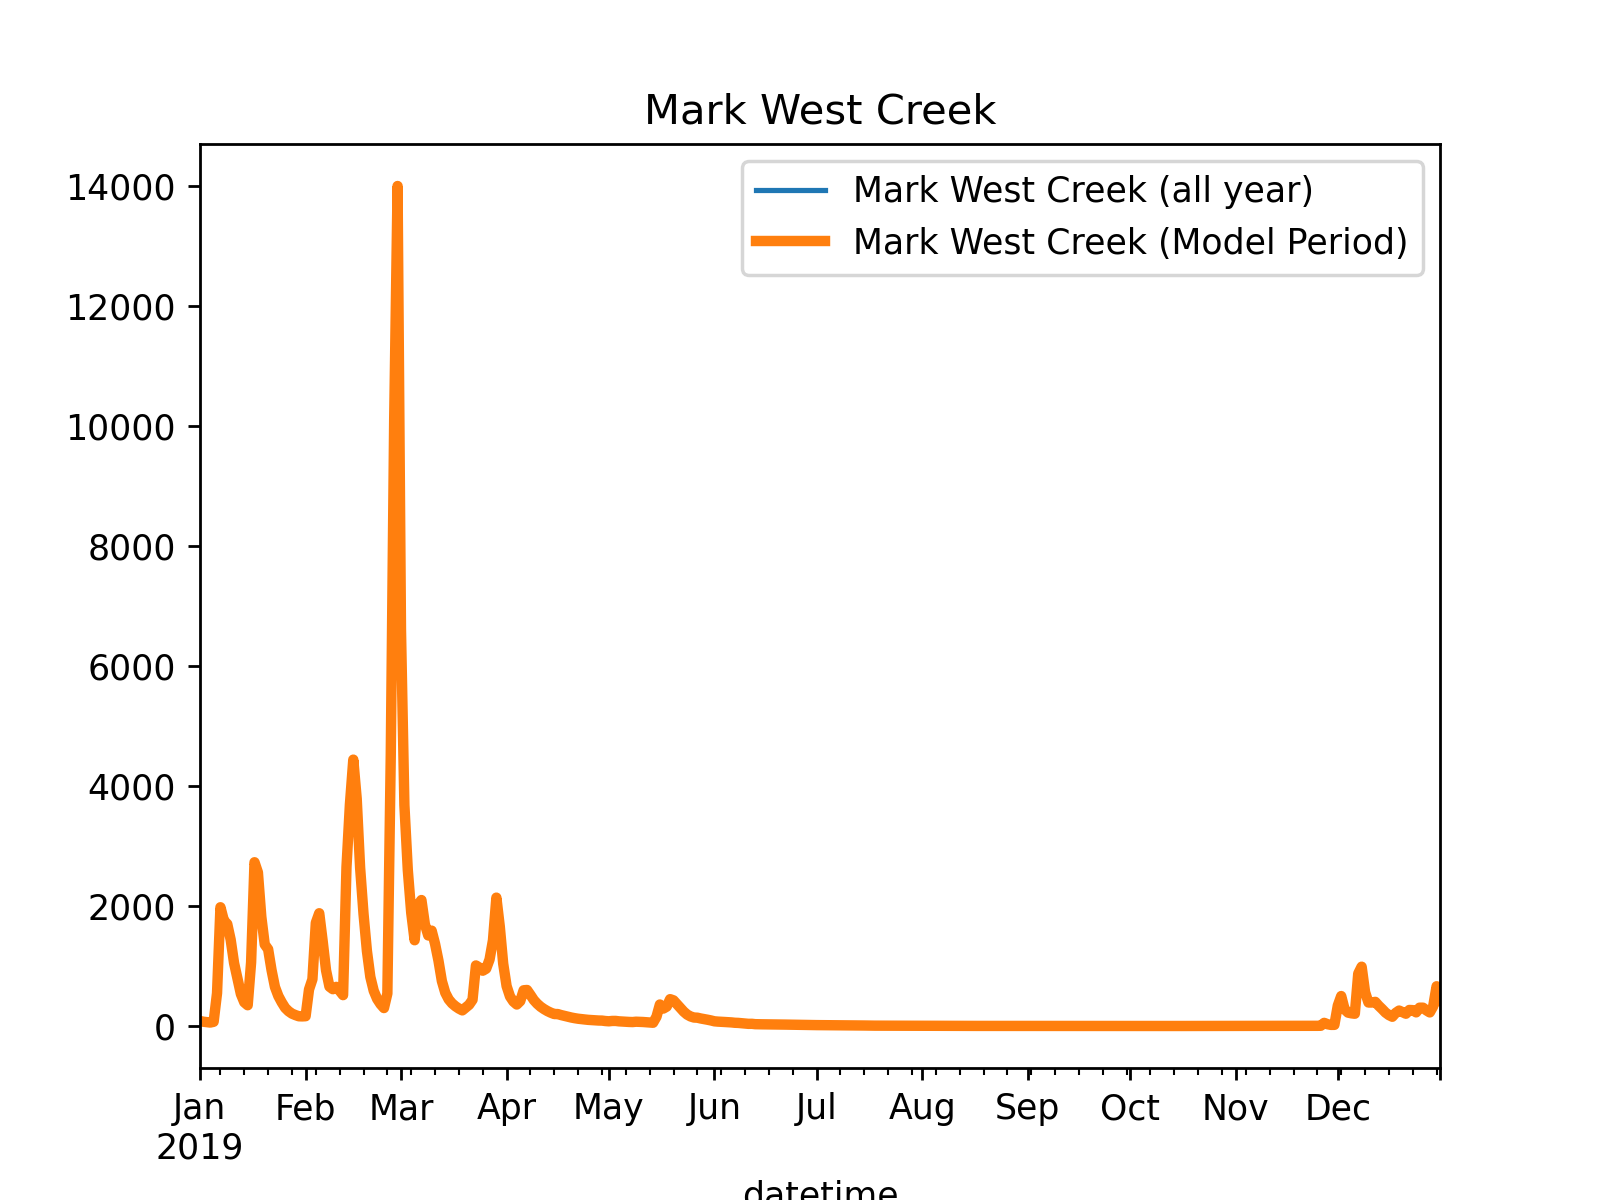 Mark West Creek
Mark West Creek (all year)
Mark West Creek (Model Period)
14000
12000
10000
8000
6000
4000
2000
0
Jan Feb Mar Apr May Jun Jul Aug Sep Oct Nov Dec
2019
datetime